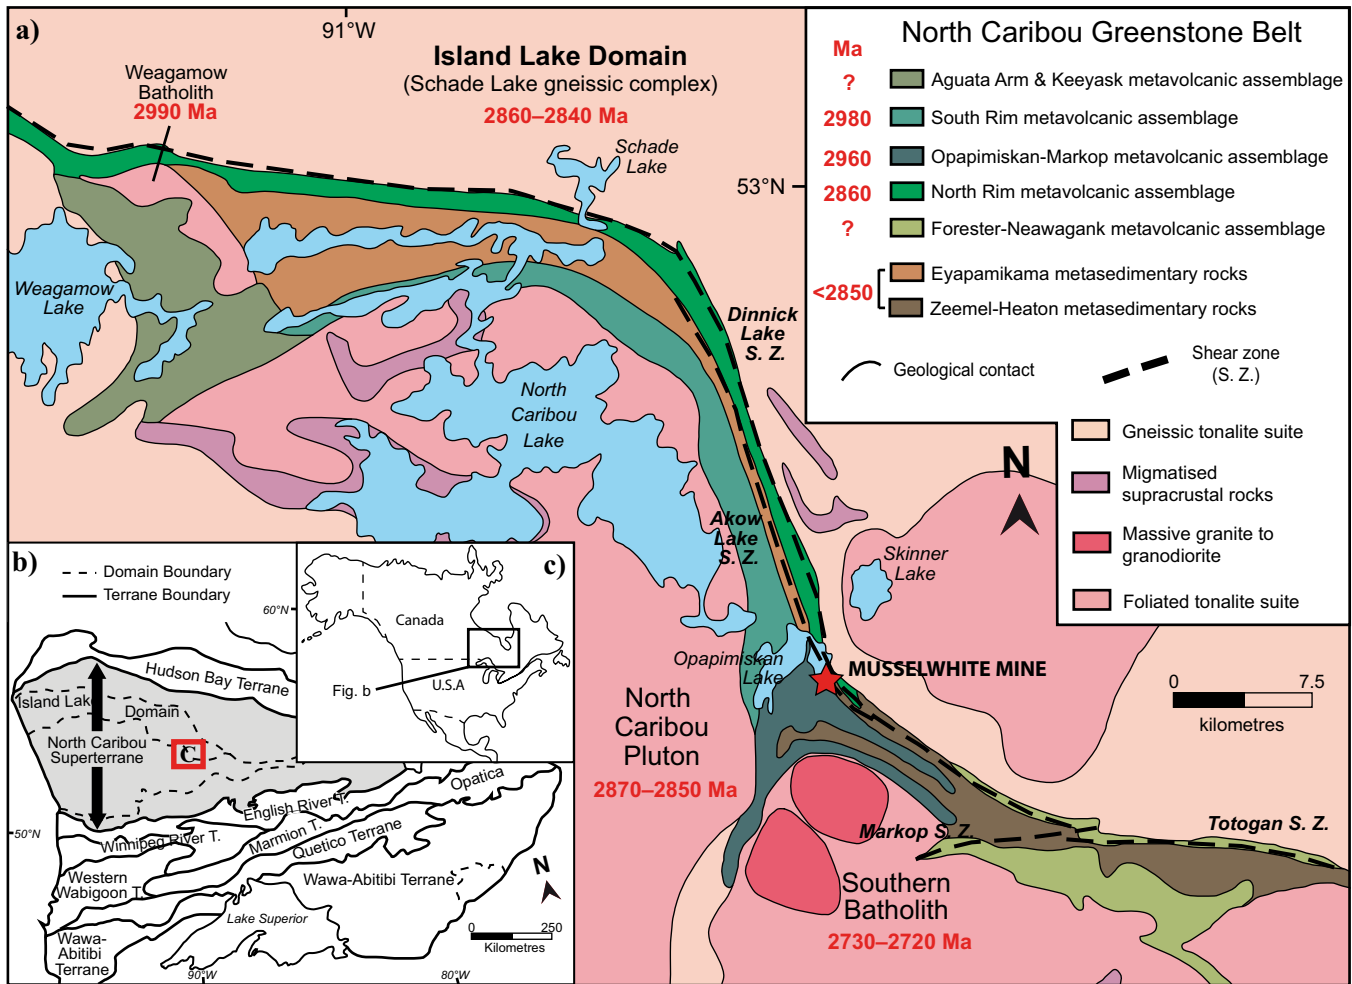 a)
91°W
Island Lake Domain
(Schade Lake gneissic complex)
2860–2840 Ma
Weagamow
Batholith
2990 Ma
Schade
Lake
53°N
North Caribou Greenstone Belt
Ma
? Aguata Arm & Keeyask metavolcanic assemblage
2980 South Rim metavolcanic assemblage
2960 Opapimiskan-Markop metavolcanic assemblage
2860 North Rim metavolcanic assemblage
? Forester-Neawagank metavolcanic assemblage
<2850
Eyapamikama metasedimentary rocks
Zeemel-Heaton metasedimentary rocks
Geological contact
Shear zone
(S. Z.)
Gneissic tonalite suite
Migmatised
supracrustal rocks
Massive granite to
granodiorite
Foliated tonalite suite
N
Weagamow
Lake
Dinnick
Lake
S. Z.
North
Caribou
Lake
Akow
Lake
S. Z.
Skinner
Lake
Opapimiskan
Lake
MUSSELWHITE MINE
0 7.5
kilometres
North
Caribou
Pluton
2870–2850 Ma
Markop S. Z.
Totogan S. Z.
Southern
Batholith
2730–2720 Ma
b)
Domain Boundary
Terrane Boundary
60°N
Hudson Bay Terrane
Island Lake
Domain
North Caribou
Superterrane
C
50°N
Winnipeg River T.
English River T.
Marmion T.
Opatica
Quetico Terrane
Western
Wabigoon T.
Wawa-Abitibi Terrane
Lake Superior
Wawa-
Abitibi
Terrane
90°W
80°W
N
0 250
Kilometres
c)
Canada
U.S.A
Fig. b